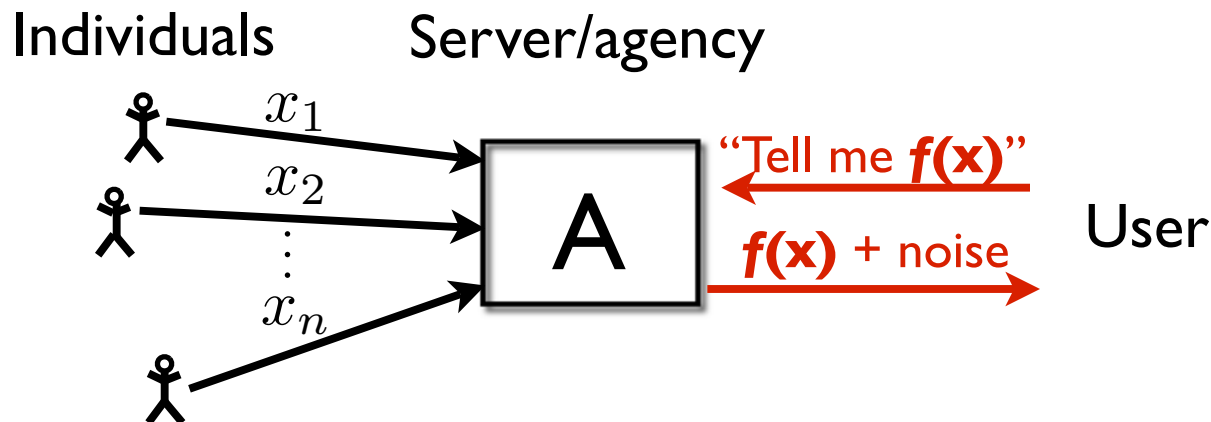 Individuals
Server/agency
x₁
x₂
⋮
xₙ
A
“Tell me f(x)”
f(x) + noise
User